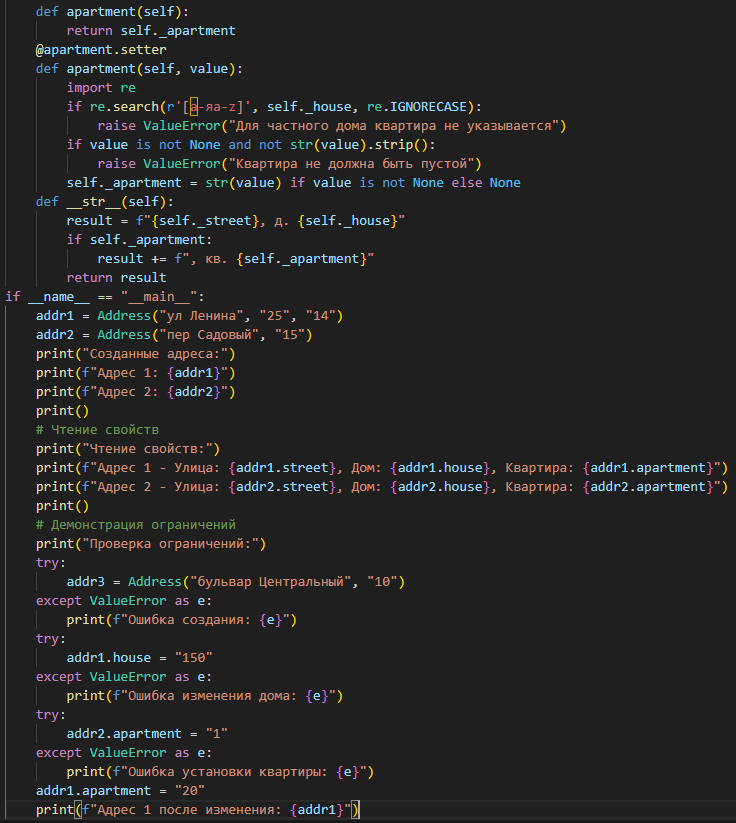 def apartment(self):
return self._apartment
@apartment.setter
def apartment(self, value):
import re
if re.search(r'[а-яa-z]', self._house, re.IGNORECASE):
raise ValueError("Для частного дома квартира не указывается")
if value is not None and not str(value).strip():
raise ValueError("Квартира не должна быть пустой")
self._apartment = str(value) if value is not None else None
def __str__(self):
result = f"{self._street}, д. {self._house}"
if self._apartment:
result += f", кв. {self._apartment}"
return result
if __name__ == "__main__":
addr1 = Address("ул Ленина", "25", "14")
addr2 = Address("пер Садовый", "15")
print("Созданные адреса:")
print(f"Адрес 1: {addr1}")
print(f"Адрес 2: {addr2}")
print()
# Чтение свойств
print("Чтение свойств:")
print(f"Адрес 1 - Улица: {addr1.street}, Дом: {addr1.house}, Квартира: {addr1.apartment}")
print(f"Адрес 2 - Улица: {addr2.street}, Дом: {addr2.house}, Квартира: {addr2.apartment}")
print()
# Демонстрация ограничений
print("Проверка ограничений:")
try:
addr3 = Address("бульвар Центральный", "10")
except ValueError as e:
print(f"Ошибка создания: {e}")
try:
addr1.house = "150"
except ValueError as e:
print(f"Ошибка изменения дома: {e}")
try:
addr2.apartment = "1"
except ValueError as e:
print(f"Ошибка установки квартиры: {e}")
addr1.apartment = "20"
print(f"Адрес 1 после изменения: {addr1}")